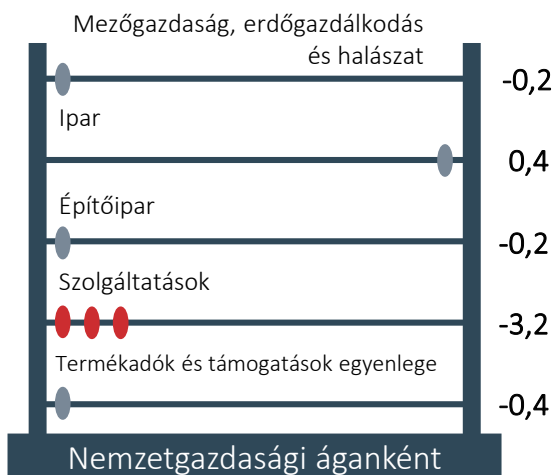 Mezőgazdaság, erdőgazdálkodás
és halászat
-0,2
Ipar
0,4
Építőipar
-0,2
Szolgáltatások
-3,2
Termékadók és támogatások egyenlege
-0,4
Nemzetgazdasági áganként